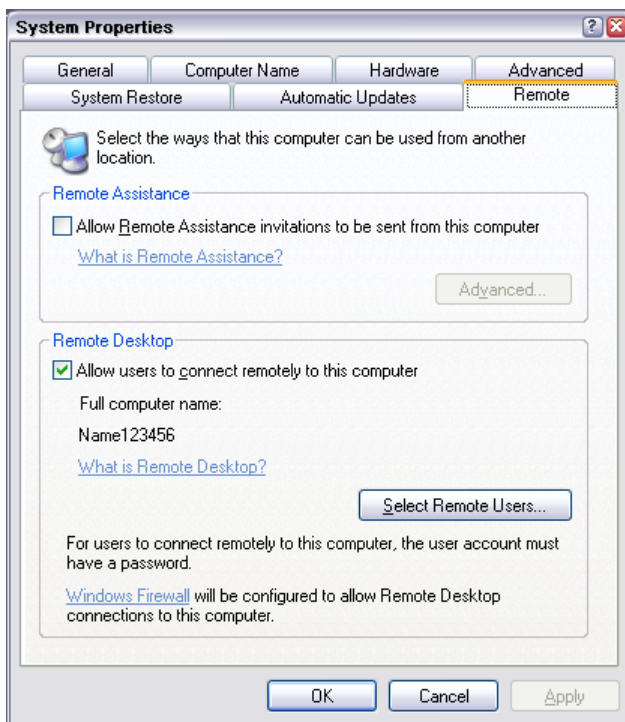 System Properties
General
Computer Name
Hardware
Advanced
System Restore
Automatic Updates
Remote
Select the ways that this computer can be used from another
location.
Remote Assistance
Allow Remote Assistance invitations to be sent from this computer
What is Remote Assistance?
Advanced...
Remote Desktop
Allow users to connect remotely to this computer
Full computer name:
Name123456
What is Remote Desktop?
Select Remote Users...
For users to connect remotely to this computer, the user account must
have a password.
Windows Firewall will be configured to allow Remote Desktop
connections to this computer.
OK
Cancel
Apply